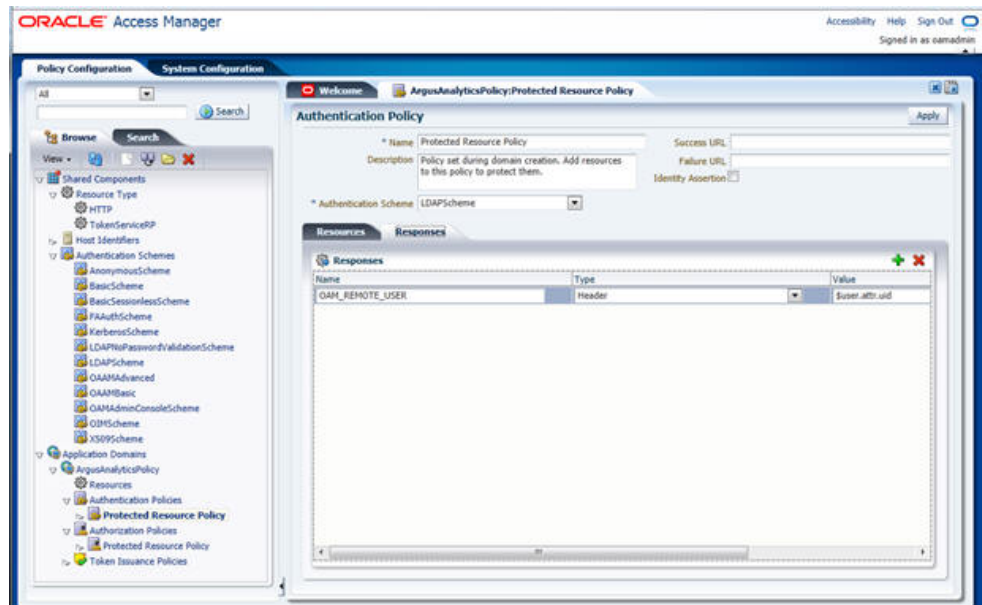 ORACLE Access Manager
Accessibility Help Sign Out
Signed in as oamadmin
Policy Configuration System Configuration
All
Search
Browse Search
View
Shared Components
Resource Type
HTTP
TokenServiceRP
Host Identifiers
Authentication Schemes
AnonymousScheme
BasicScheme
BasicSessionlessScheme
FAAuthScheme
KerberosScheme
LDAPNoPasswordValidationScheme
LDAPScheme
OAAMAdvanced
OAAMBasic
OAMAdminConsoleScheme
OIMScheme
X509Scheme
Application Domains
ArgusAnalyticsPolicy
Resources
Authentication Policies
Protected Resource Policy
Authorization Policies
Protected Resource Policy
Token Issuance Policies
Welcome ArgusAnalyticsPolicy:Protected Resource Policy
Authentication Policy Apply
* Name Protected Resource Policy Success URL
Description Policy set during domain creation. Add resources Failure URL
to this policy to protect them. Identity Assertion
* Authentication Scheme LDAPScheme
Resources Responses
Responses
Name Type Value
OAM_REMOTE_USER Header $user.attr.uid